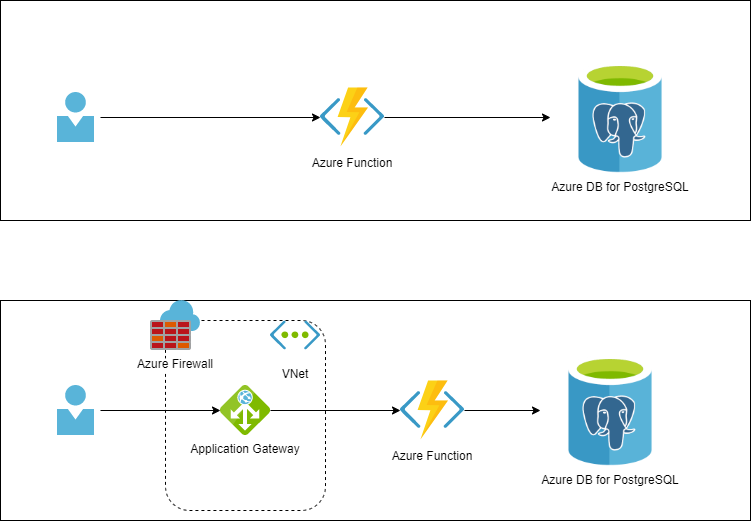 Azure Function
Azure DB for PostgreSQL
Azure Firewall
VNet
Application Gateway
Azure Function
Azure DB for PostgreSQL